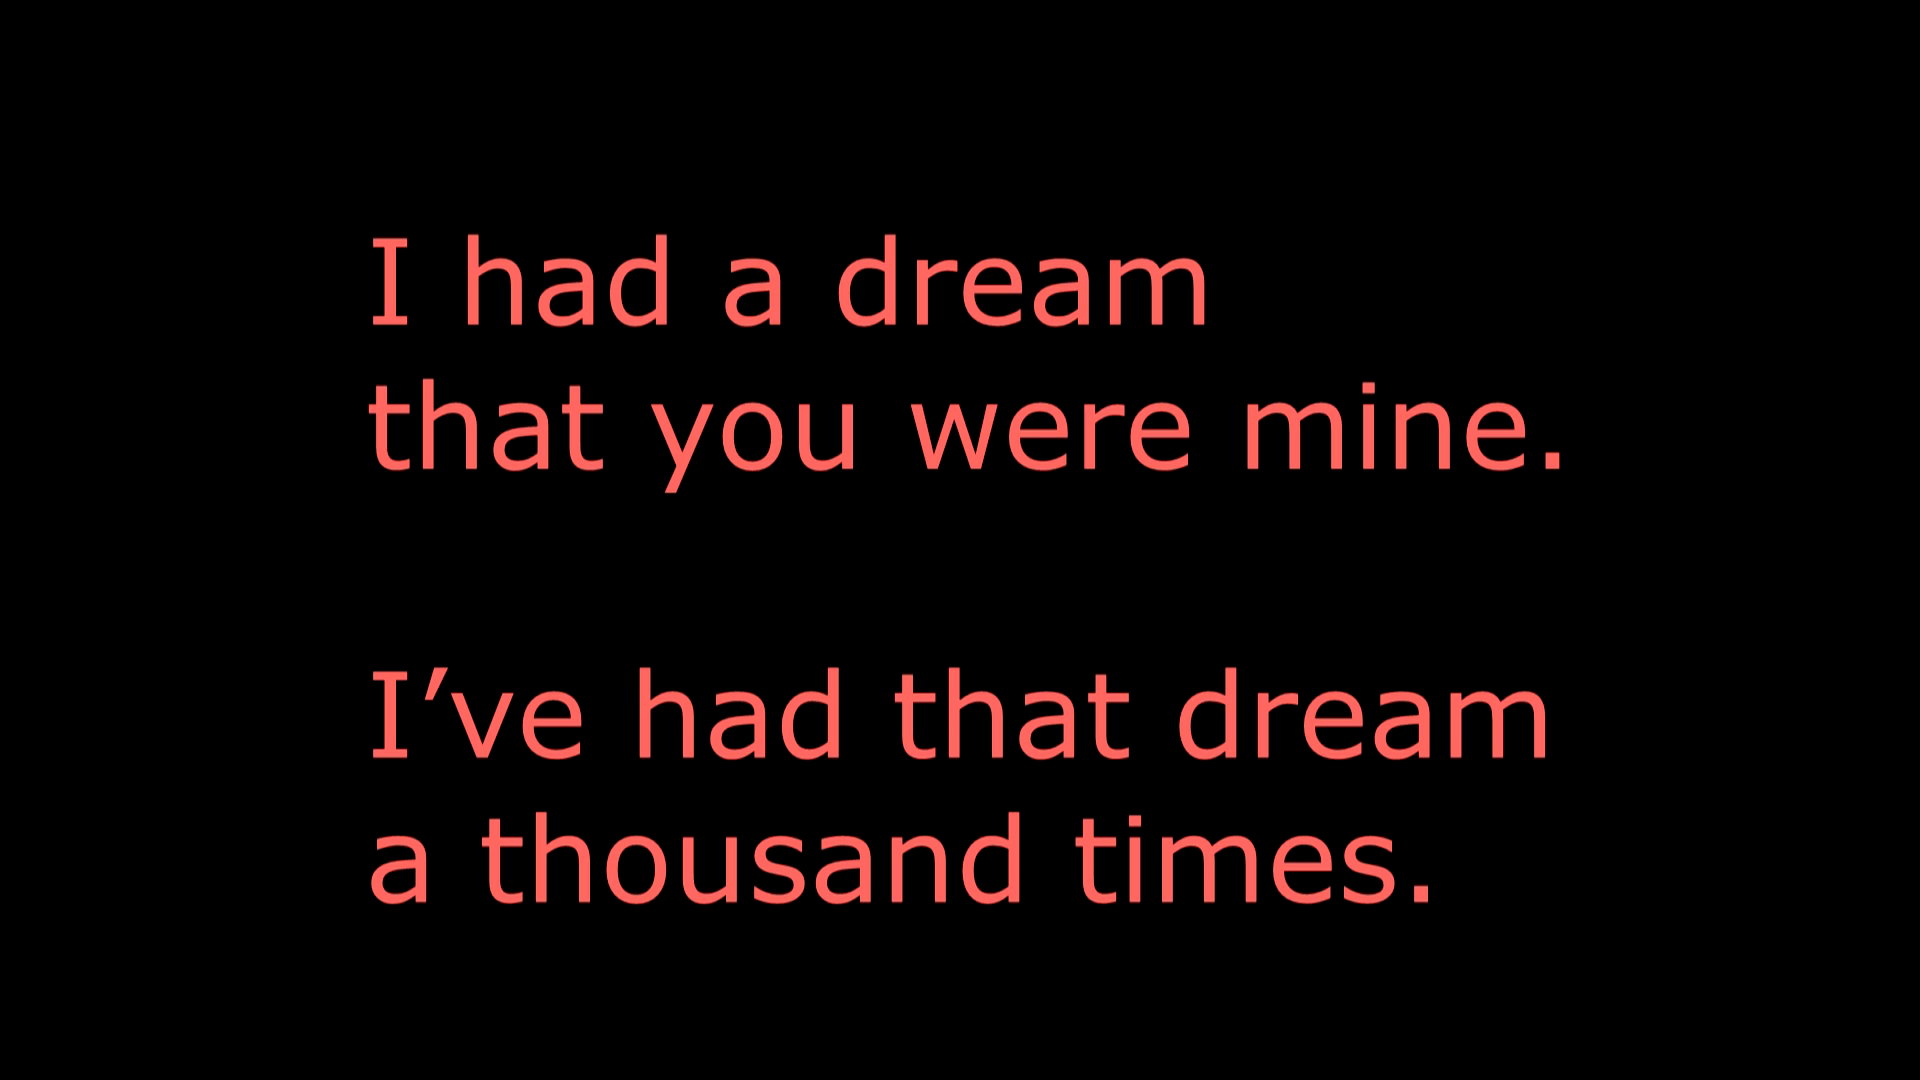 I had a dream
that you were mine.
I’ve had that dream
a thousand times.